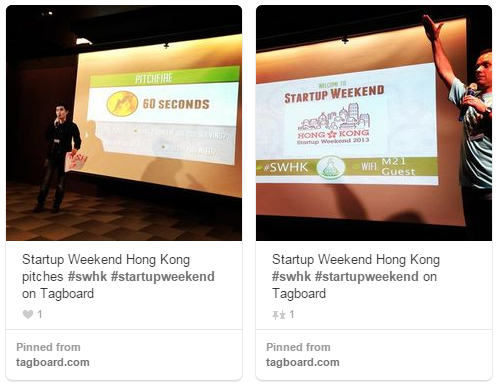 PITCHFIRE
60 SECONDS
WELCOME TO
STARTUP WEEKEND
HONG KONG
Startup Weekend 2013
#SWHK
WIFI
M21
Guest
Startup Weekend Hong Kong
pitches #swhk #startupweekend
on Tagboard
1
Pinned from
tagboard.com
Startup Weekend Hong Kong
#swhk #startupweekend on
Tagboard
1
Pinned from
tagboard.com